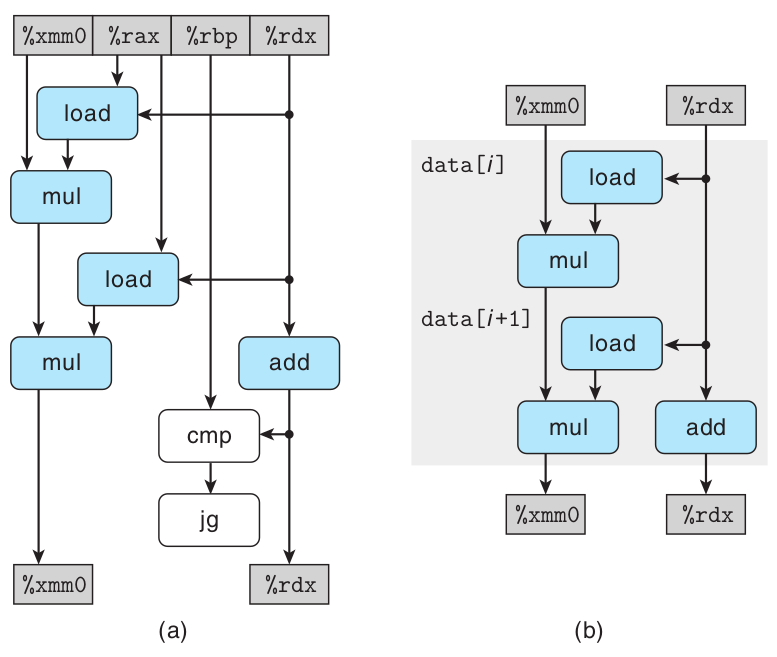 %xmm0 %rax %rbp %rdx
load
mul
load
mul
add
cmp
jg
%xmm0 %rdx
(a)
%xmm0 %rdx
data[i]
load
mul
data[i+1]
load
mul
add
%xmm0 %rdx
(b)